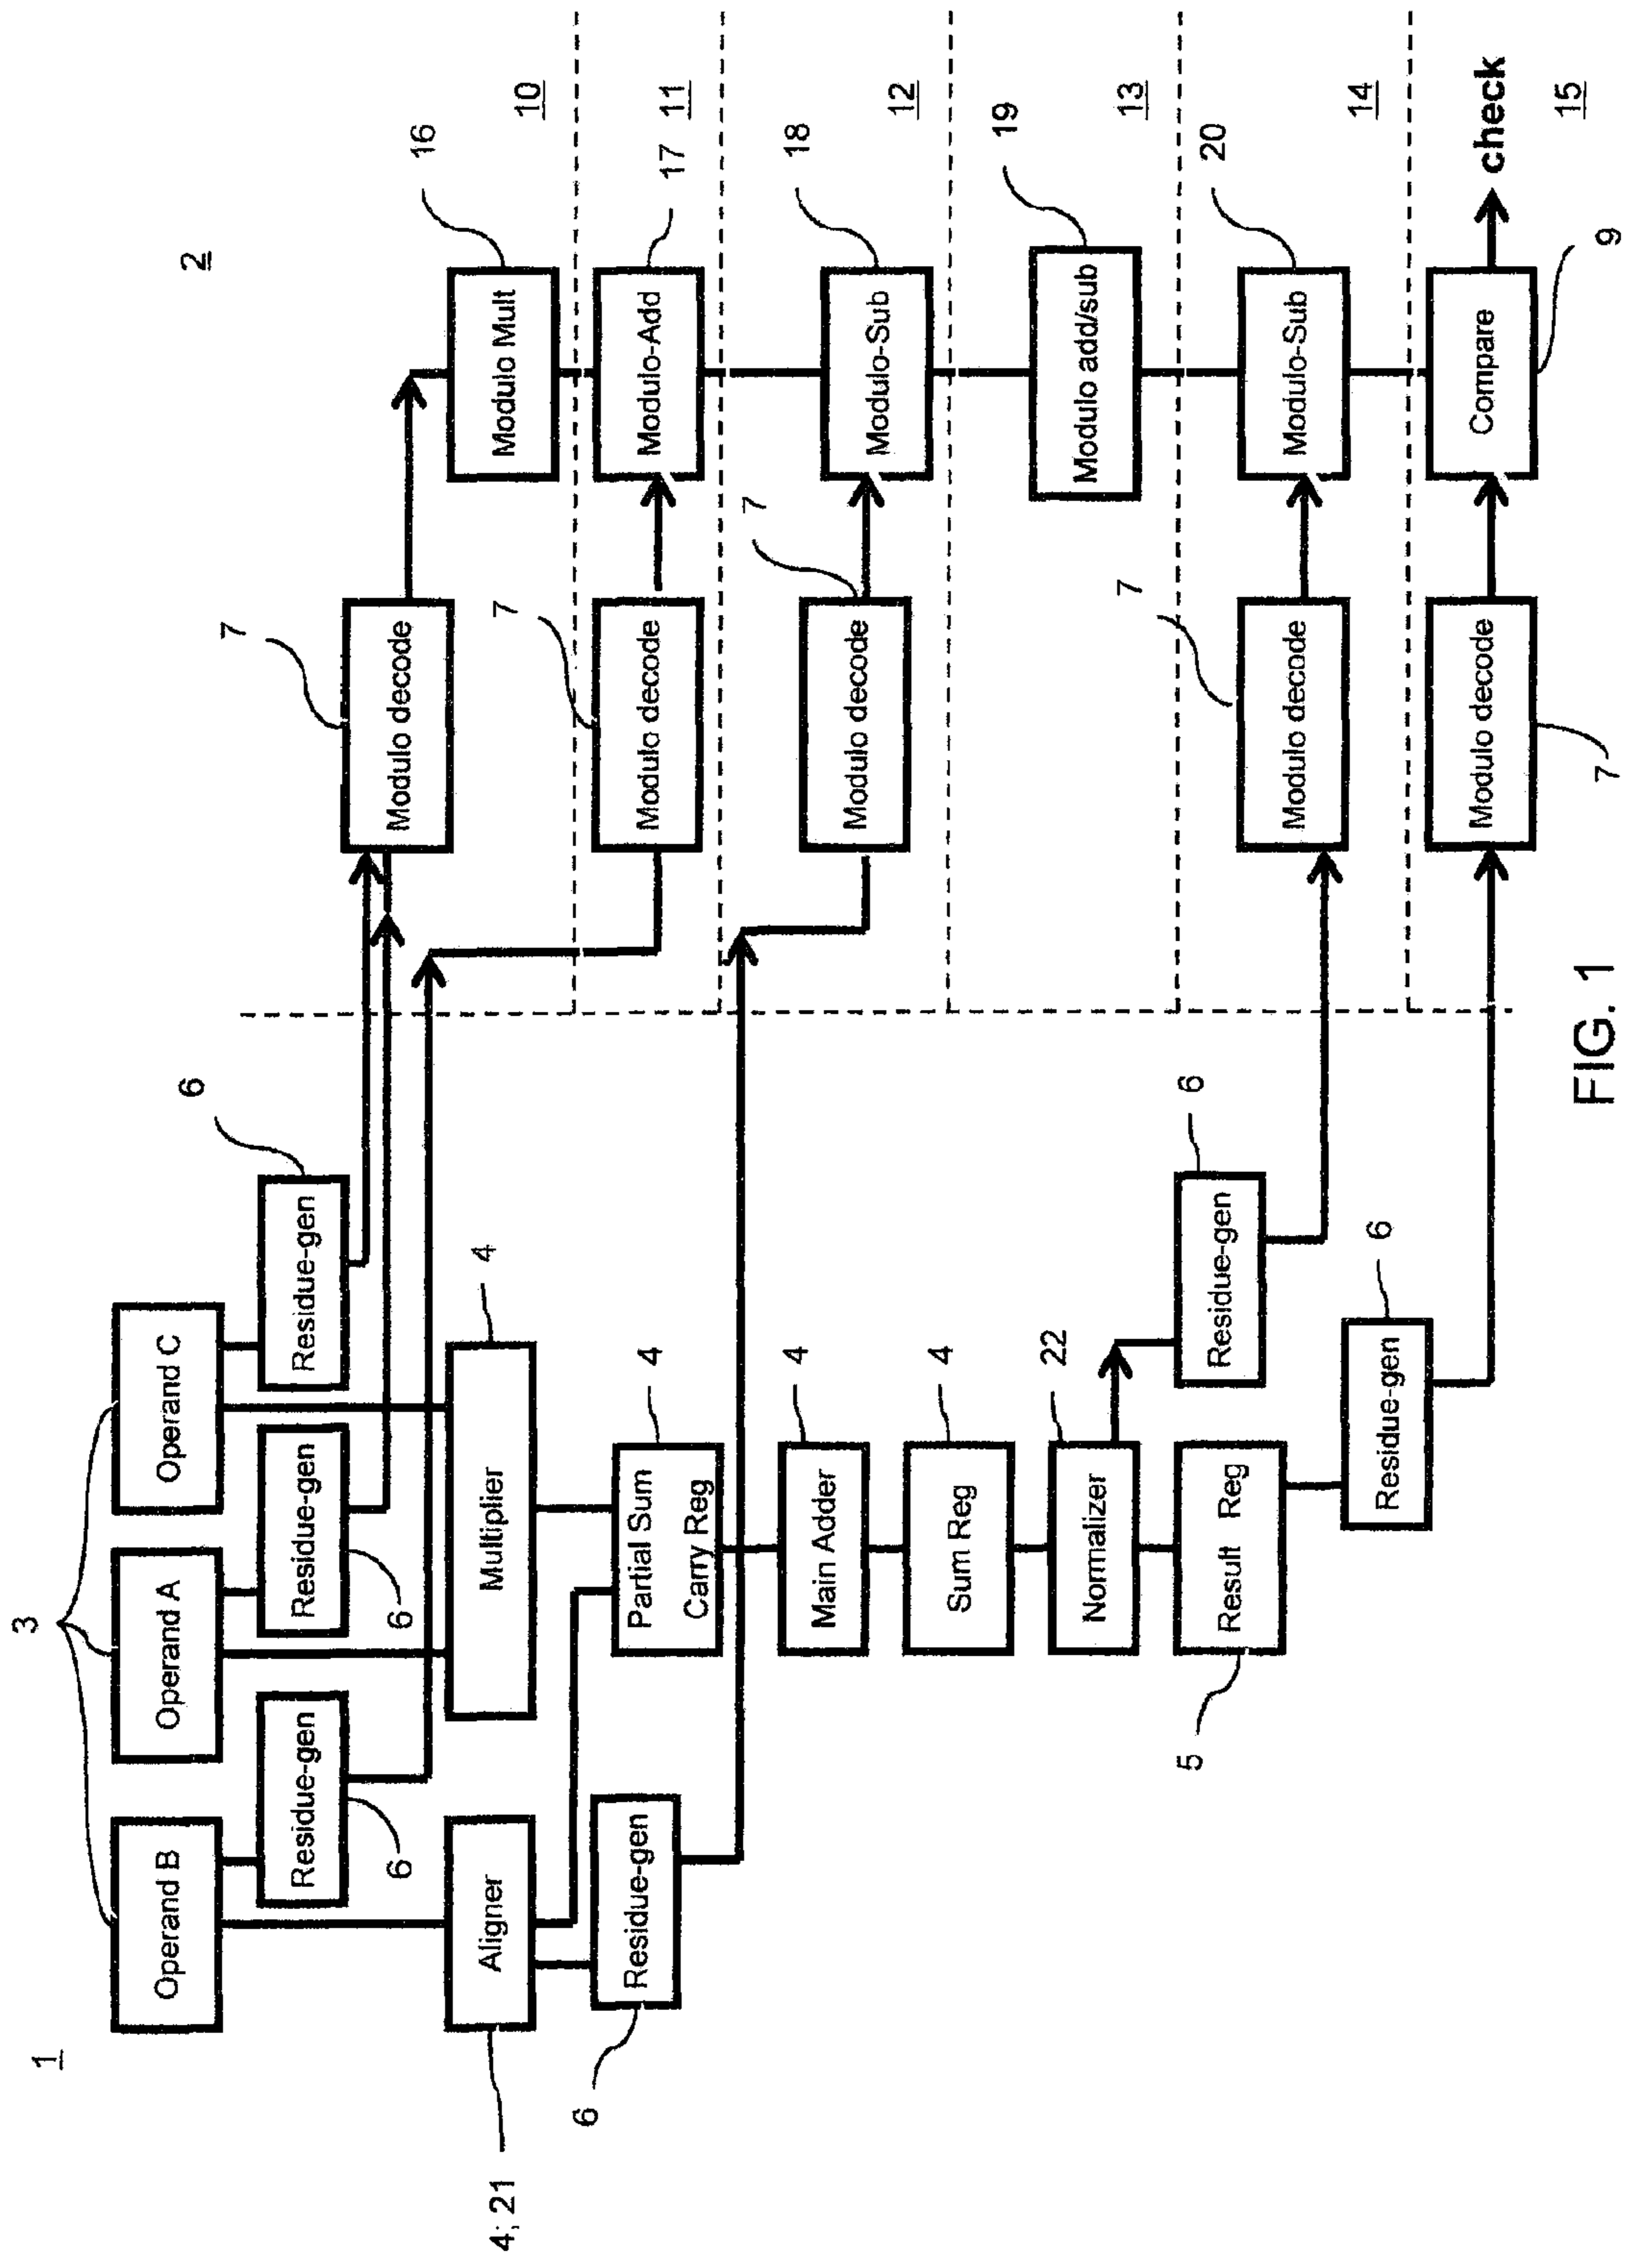 1
2
3
Operand B
Operand A
Operand C
Residue-gen
6
Residue-gen
6
Residue-gen
6
Aligner
4; 21
Multiplier
4
Residue-gen
6
Partial Sum
Carry Reg
4
Main Adder
4
Sum Reg
4
Normalizer
22
Result Reg
5
Residue-gen
6
Residue-gen
6
Modulo decode
7
Modulo Mult
16
10
Modulo decode
7
Modulo-Add
17
11
Modulo decode
7
Modulo-Sub
18
12
Modulo add/sub
19
13
Modulo decode
7
Modulo-Sub
20
14
Modulo decode
7
Compare
9
check
15
FIG. 1